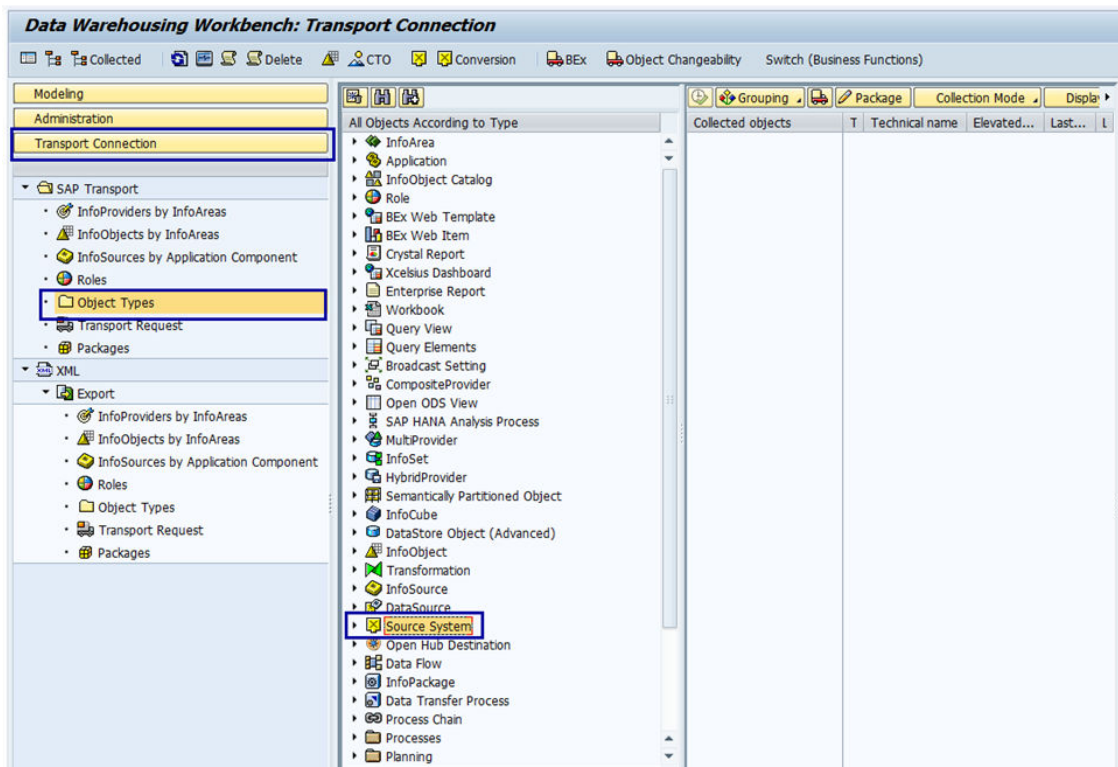 Data Warehousing Workbench: Transport Connection
Collected Delete CTO Conversion BEx Object Changeability Switch (Business Functions)
Modeling
Administration
Transport Connection
SAP Transport
InfoProviders by InfoAreas
InfoObjects by InfoAreas
InfoSources by Application Component
Roles
Object Types
Transport Request
Packages
XML
Export
InfoProviders by InfoAreas
InfoObjects by InfoAreas
InfoSources by Application Component
Roles
Object Types
Transport Request
Packages
All Objects According to Type
InfoArea
Application
InfoObject Catalog
Role
BEx Web Template
BEx Web Item
Crystal Report
Xcelsius Dashboard
Enterprise Report
Workbook
Query View
Query Elements
Broadcast Setting
CompositeProvider
Open ODS View
SAP HANA Analysis Process
MultiProvider
InfoSet
HybridProvider
Semantically Partitioned Object
InfoCube
DataStore Object (Advanced)
InfoObject
Transformation
InfoSource
DataSource
Source System
Open Hub Destination
Data Flow
InfoPackage
Data Transfer Process
Process Chain
Processes
Planning
Grouping Package Collection Mode Displa
Collected objects T Technical name Elevated... Last... L